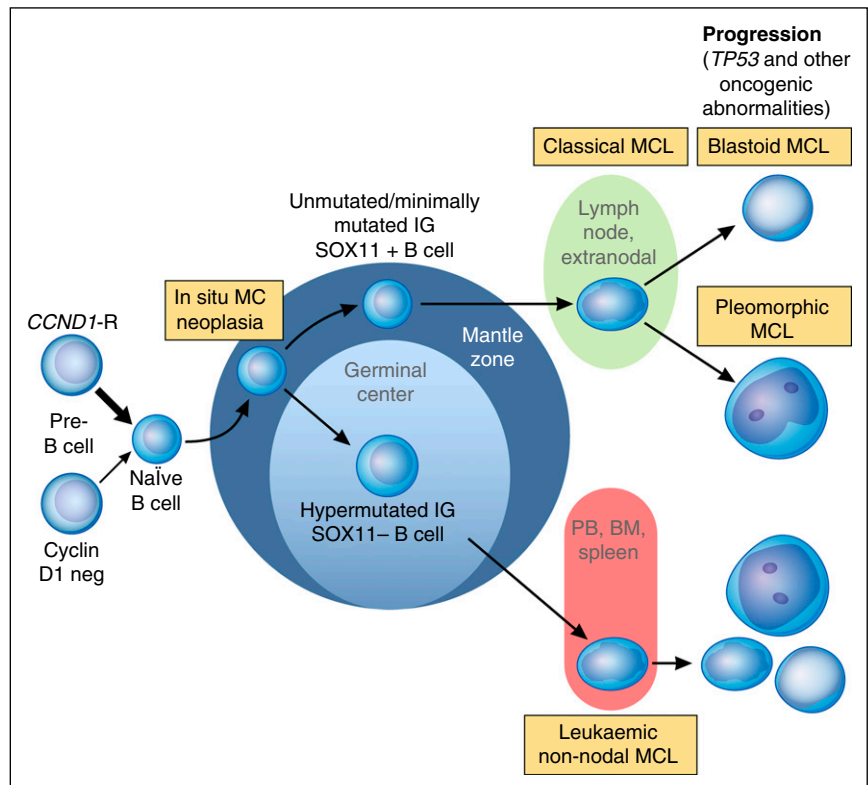 Progression
(TP53 and other
oncogenic
abnormalities)
Classical MCL
Blastoid MCL
Unmutated/minimally
mutated IG
SOX11 + B cell
Lymph
node,
extranodal
In situ MC
neoplasia
CCND1-R
Mantle
zone
Pleomorphic
MCL
Germinal
center
Pre-
B cell
NaÏve
B cell
Hypermutated IG
SOX11– B cell
PB, BM,
spleen
Cyclin
D1 neg
Leukaemic
non-nodal MCL